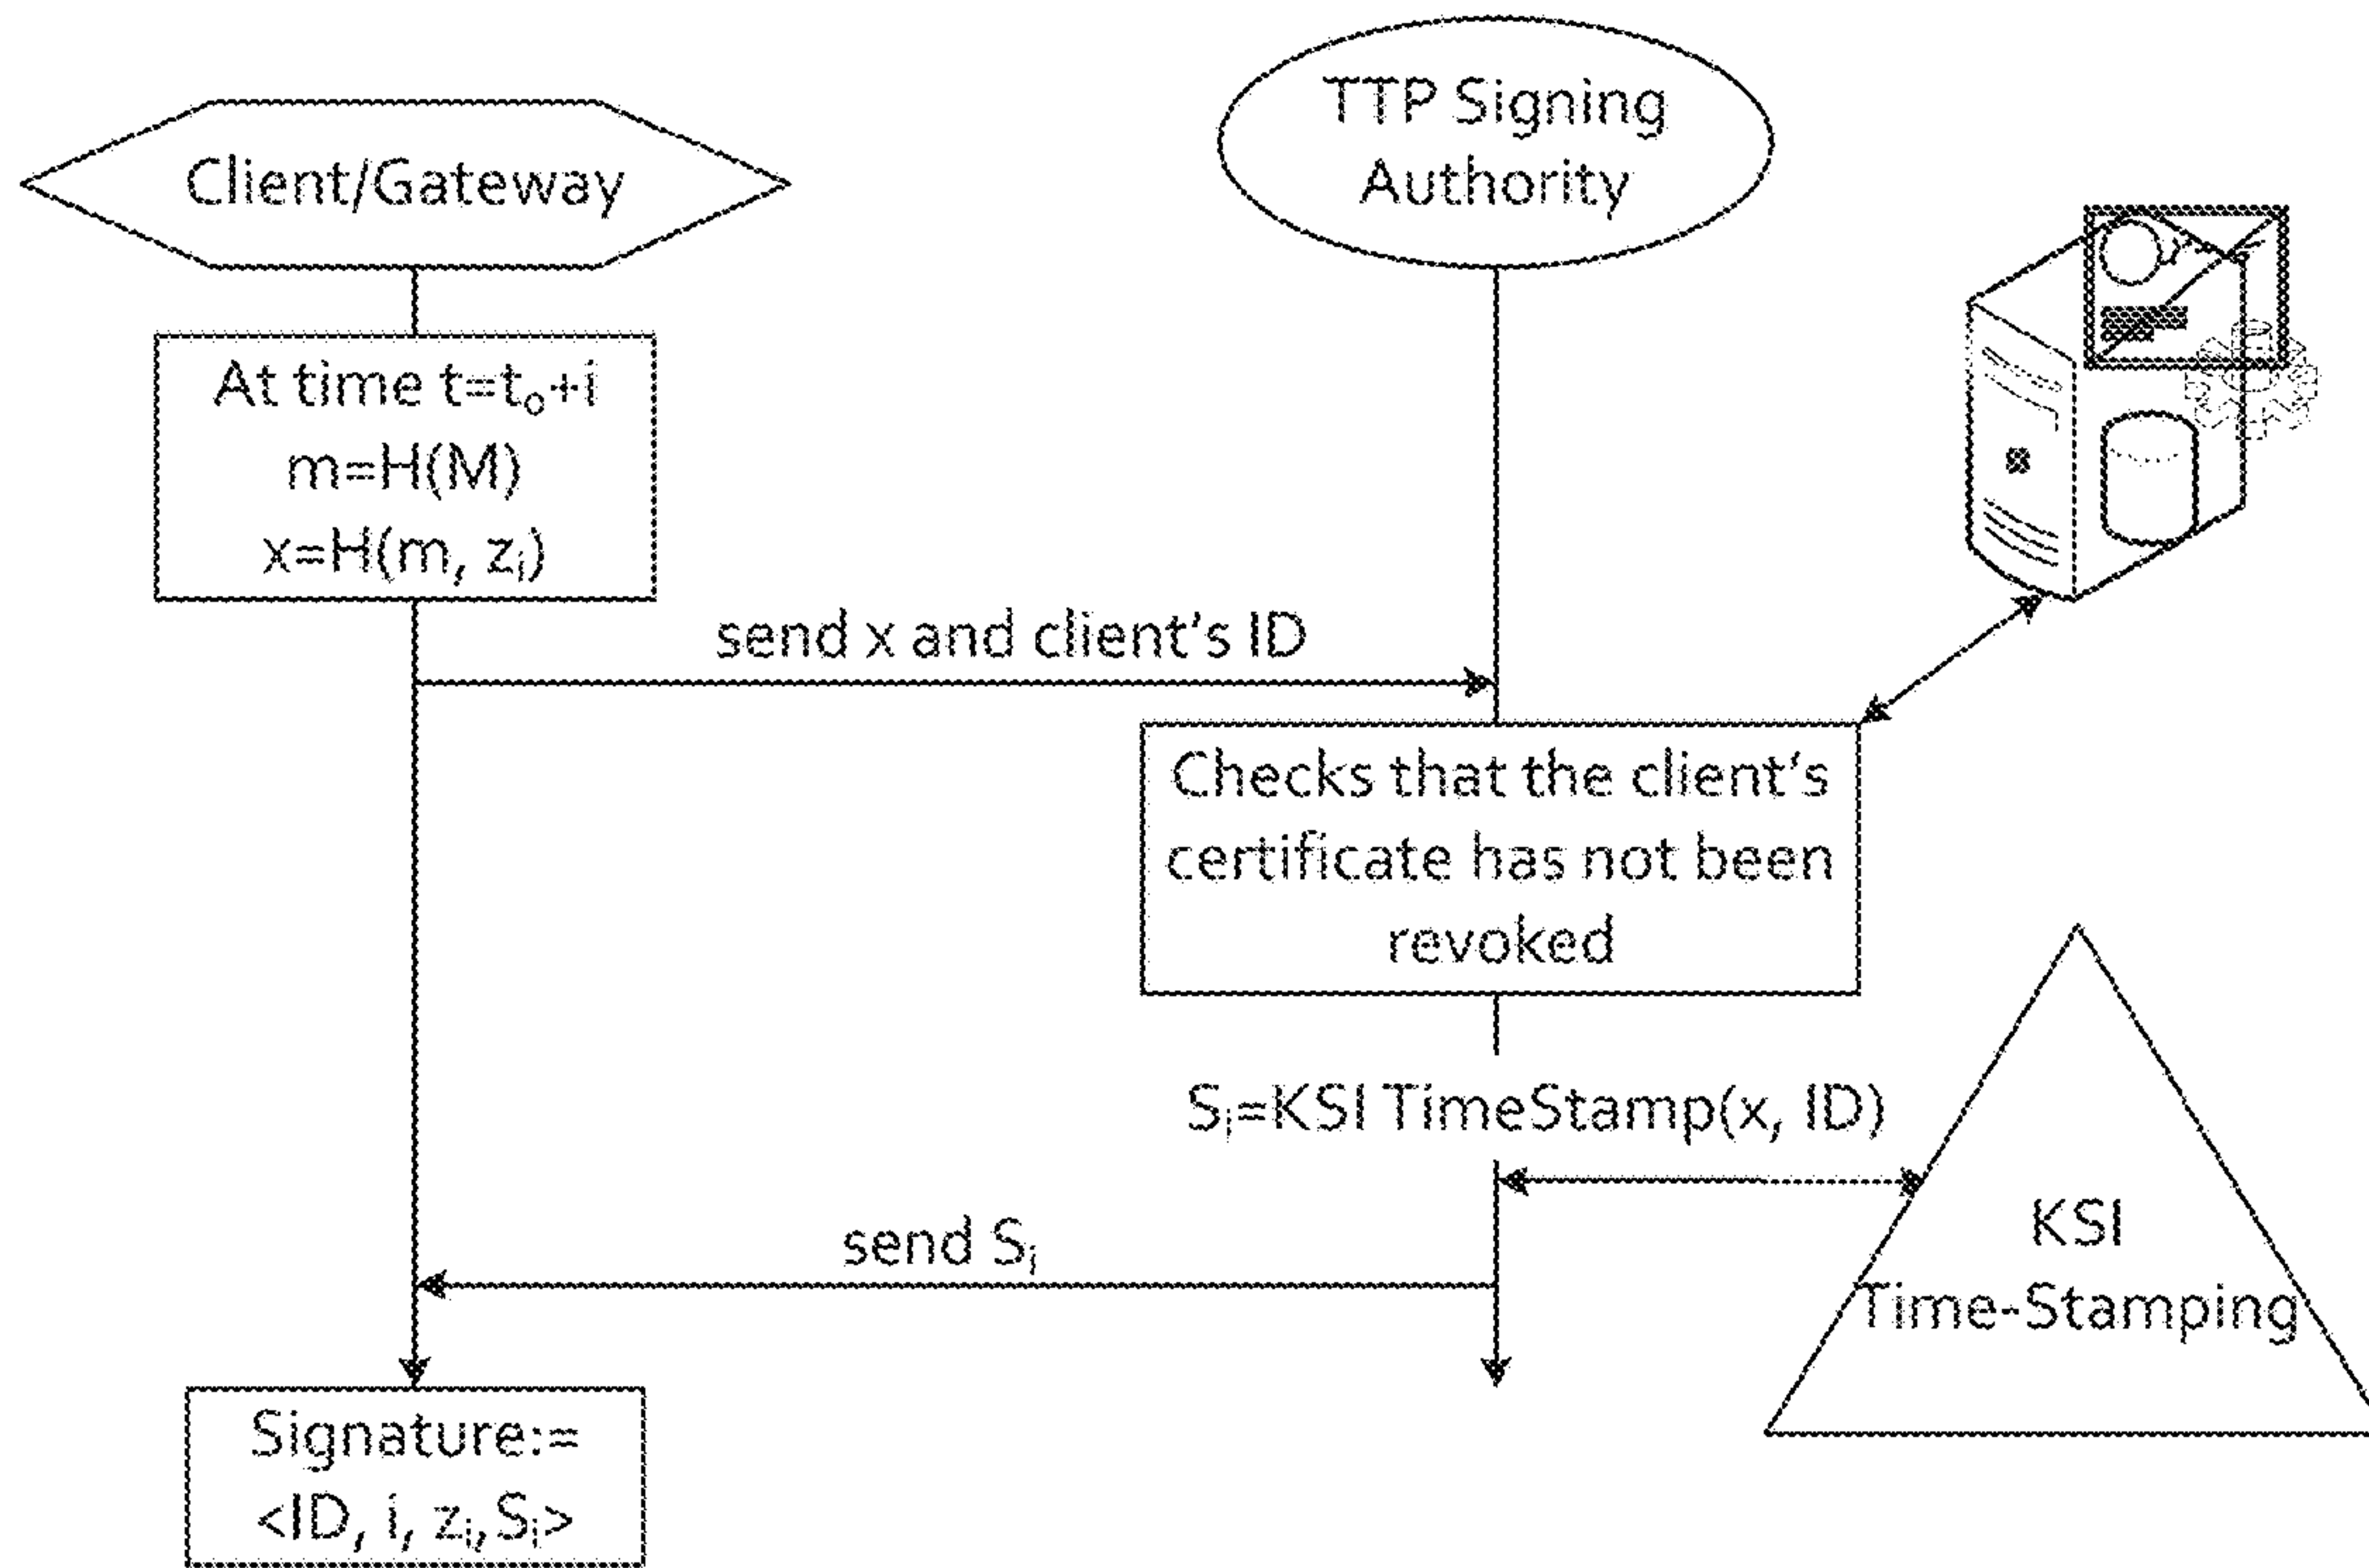 Client/Gateway
TTP Signing
Authority
At time t=t₀+i
m=H(M)
x=H(m, zᵢ)
send x and client's ID
Checks that the client's
certificate has not been
revoked
Sᵢ=KSI TimeStamp(x, ID)
send Sᵢ
KSI
Time-Stamping
Signature:=
<ID, i, zᵢ,Sᵢ>